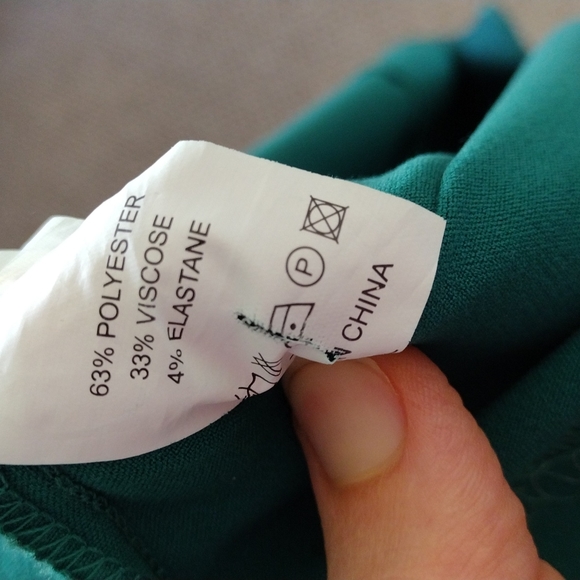 63% POLYESTER
33% VISCOSE
4% ELASTANE
P
CHINA